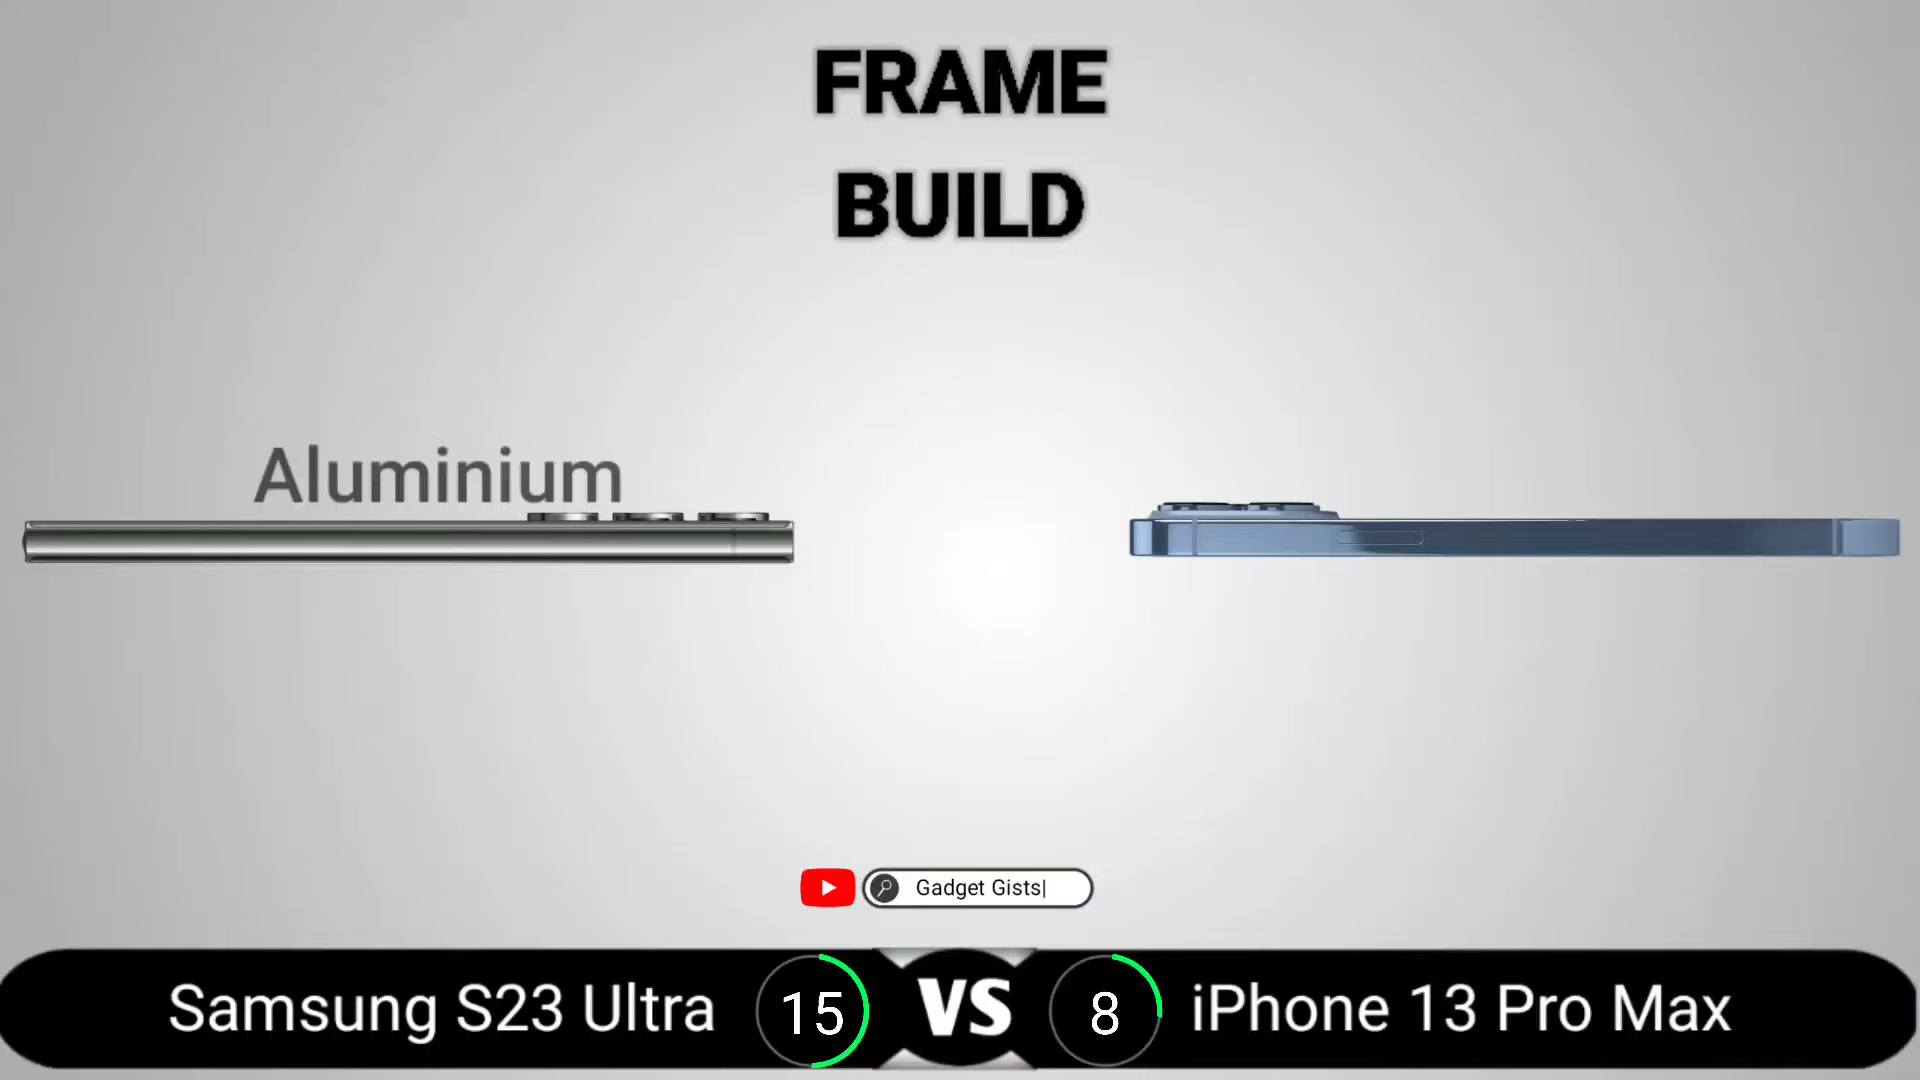 FRAME
BUILD
Aluminium
Gadget Gists|
Samsung S23 Ultra 15 VS 8 iPhone 13 Pro Max